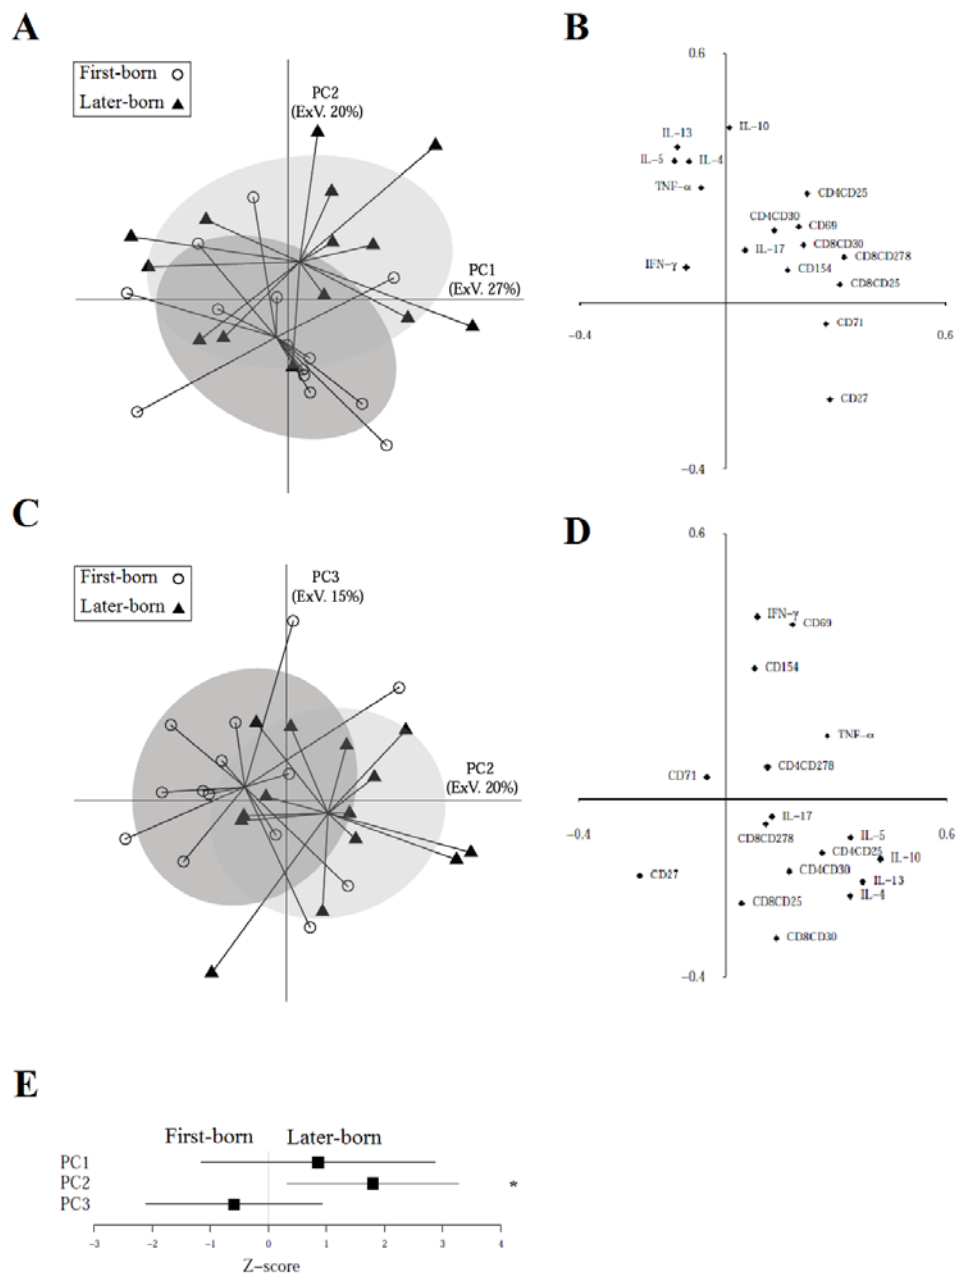 A
First-born
Later-born
PC2
(ExV. 20%)
PC1
(ExV. 27%)
B
0.6
IL-10
IL-13
IL-5
IL-4
TNF-α
CD4CD25
CD4CD30
CD69
IL-17
CD8CD30
CD8CD278
IFN-γ
CD154
CD8CD25
-0.4
0.6
CD71
CD27
-0.4
C
First-born
Later-born
PC3
(ExV. 15%)
PC2
(ExV. 20%)
D
0.6
IFN-γ
CD69
CD154
TNF-α
CD4CD278
CD71
-0.4
0.6
IL-17
CD8CD278
IL-5
CD4CD25
IL-10
CD4CD30
CD27
IL-13
IL-4
CD8CD25
CD8CD30
-0.4
E
First-born Later-born
PC1
PC2 *
PC3
-3 -2 -1 0 1 2 3 4
Z-score